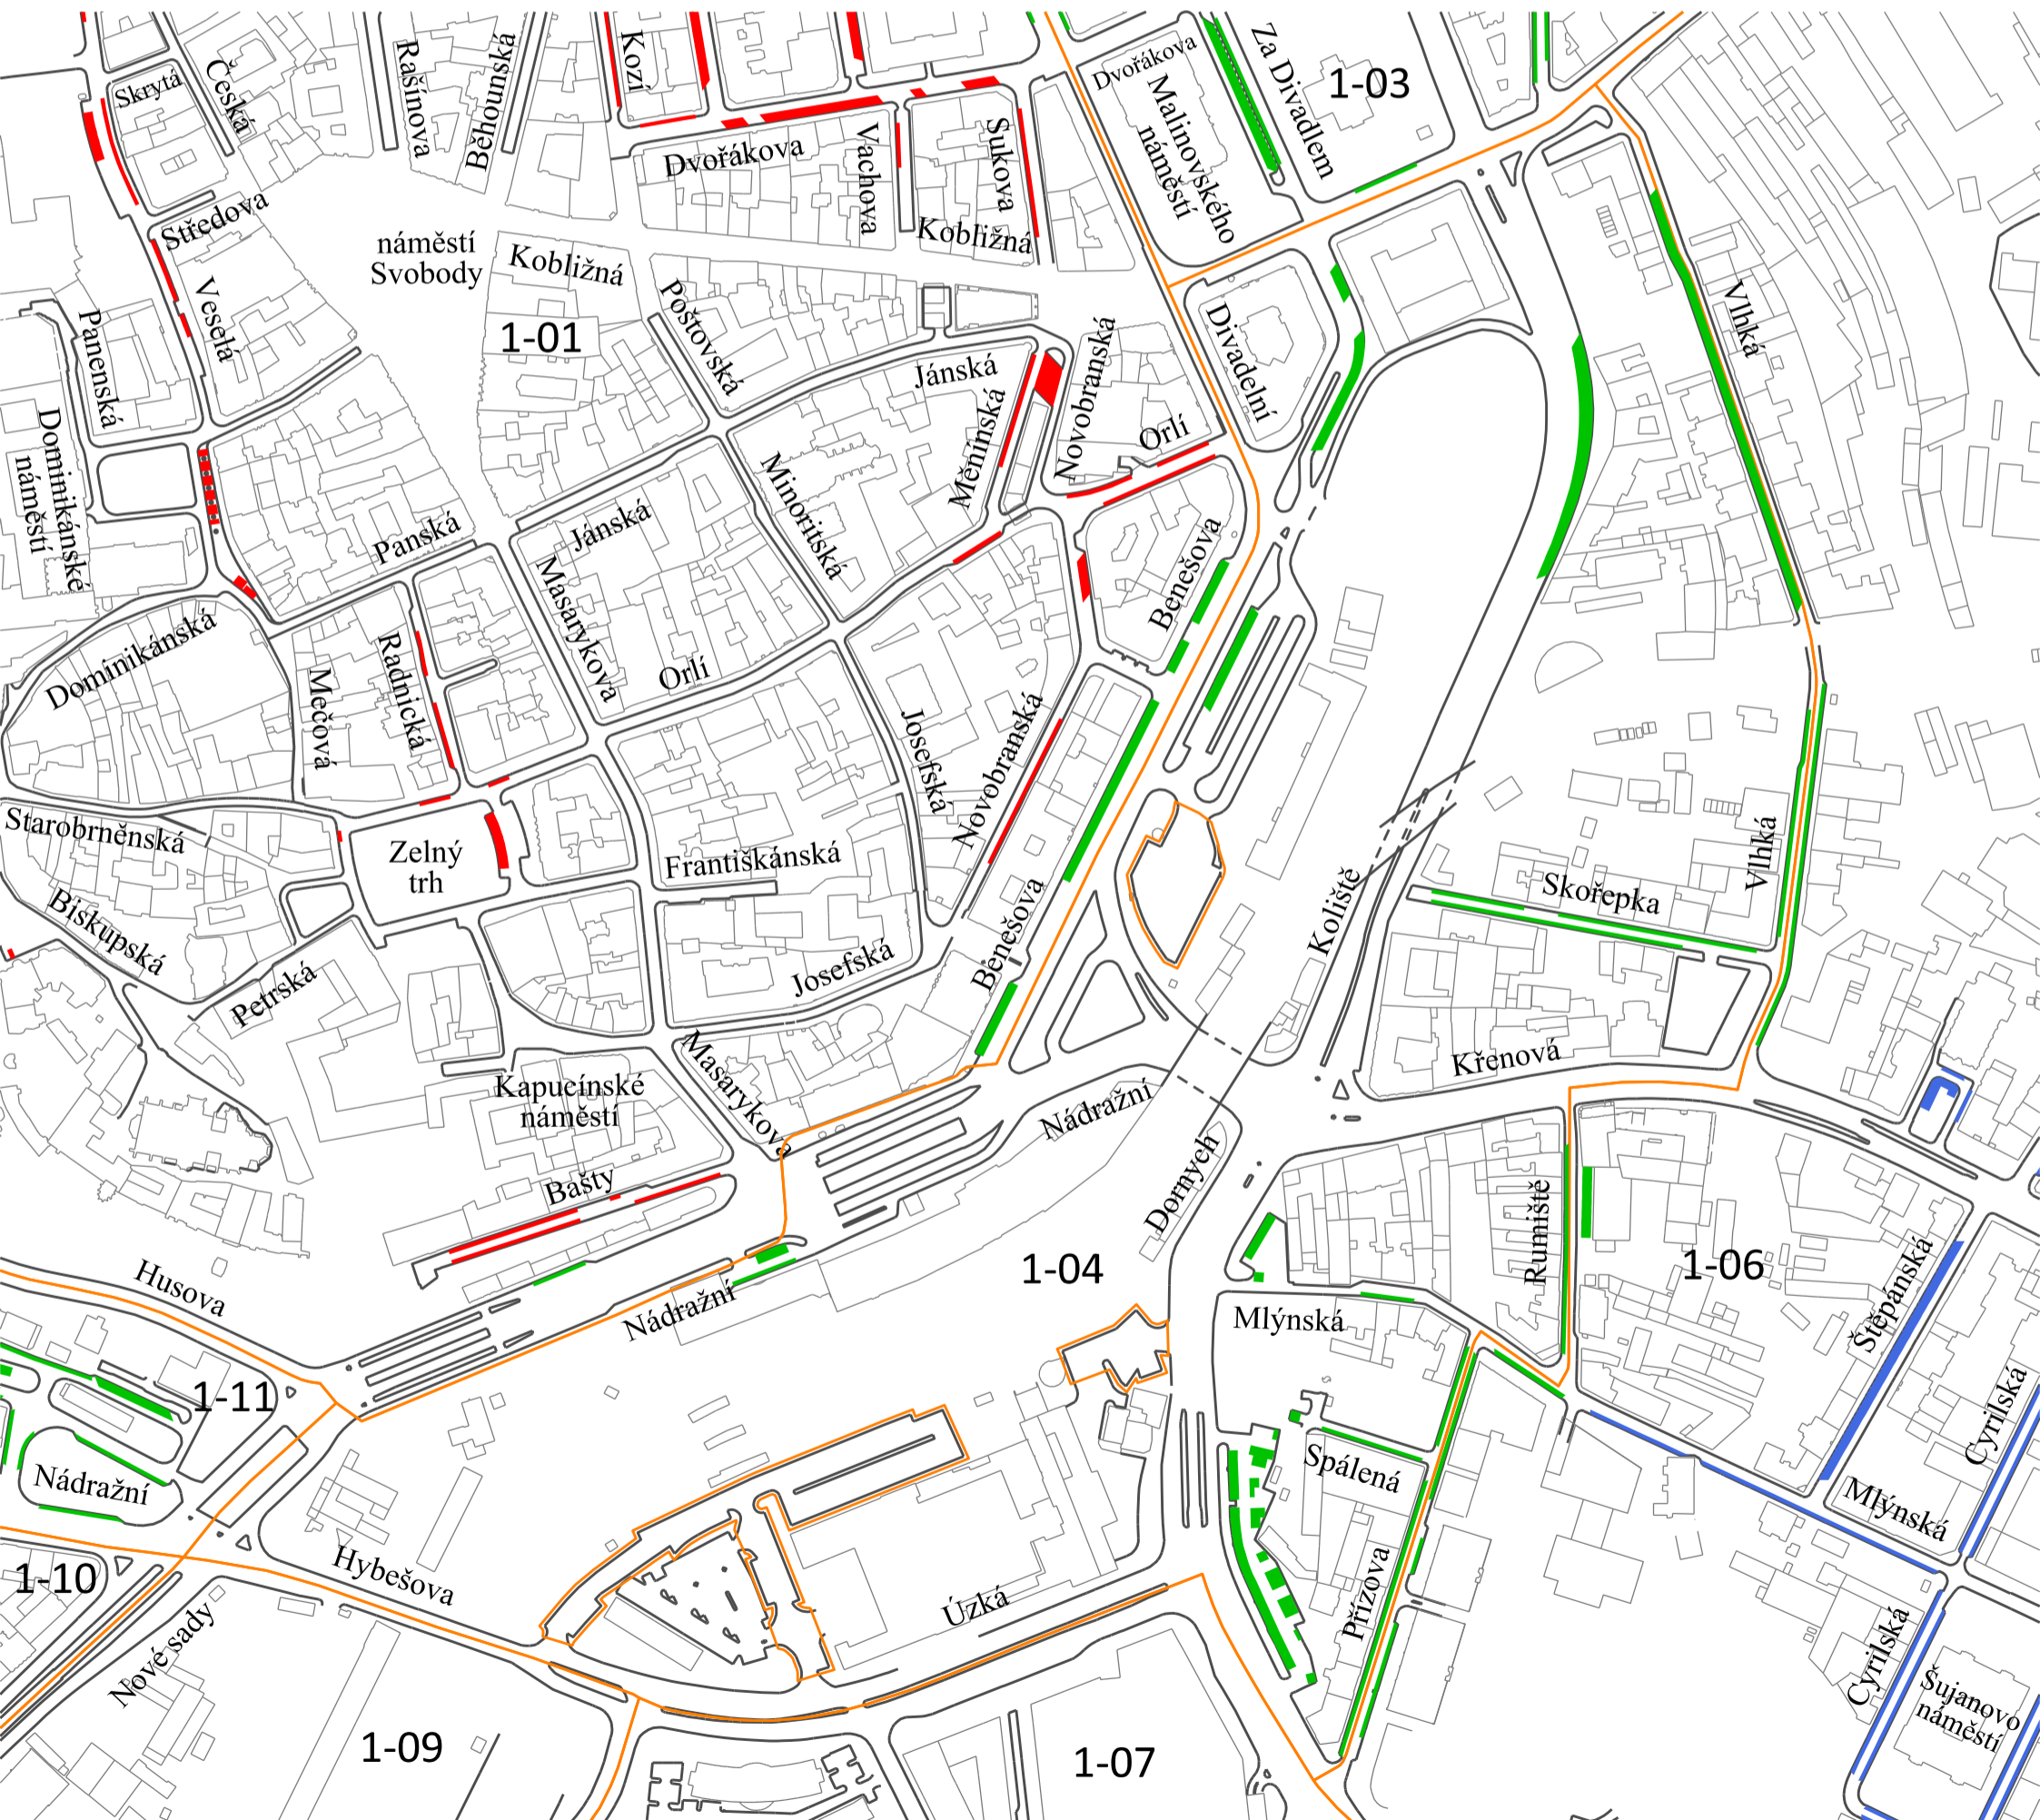 Skrytá
Česká
Rašínova
Běhounská
Kozí
Dvořákova
Vachova
Sukova
Kobližná
Dvořákova
Malinovského
náměstí
Za Divadlem
1-03
Středova
náměstí
Svobody
Kobližná
Veselá
Panenská
1-01
Poštovská
Jánská
Měnínská
Novobranská
Orlí
Divadelní
Vlhká
Dominikánské
náměstí
Panská
Jánská
Minoritská
Masarykova
Benešova
Dominikánská
Mečová
Radnická
Orlí
Josefská
Novobranská
Starobrněnská
Zelný
trh
Františkánská
Vlhká
Skořepka
Koliště
Biskupská
Petrská
Josefská
Benešova
Křenová
Kapucínské
náměstí
Masarykova
Nádražní
Dornych
Bašty
Rumiště
1-06
Štěpánská
Husova
1-04
Nádražní
Mlýnská
1-11
Nádražní
Spálená
Cyrilská
Mlýnská
1-10
Hybešova
Úzká
Přízova
Nové sady
Cyrilská
Šujanovo
náměstí
1-09
1-07